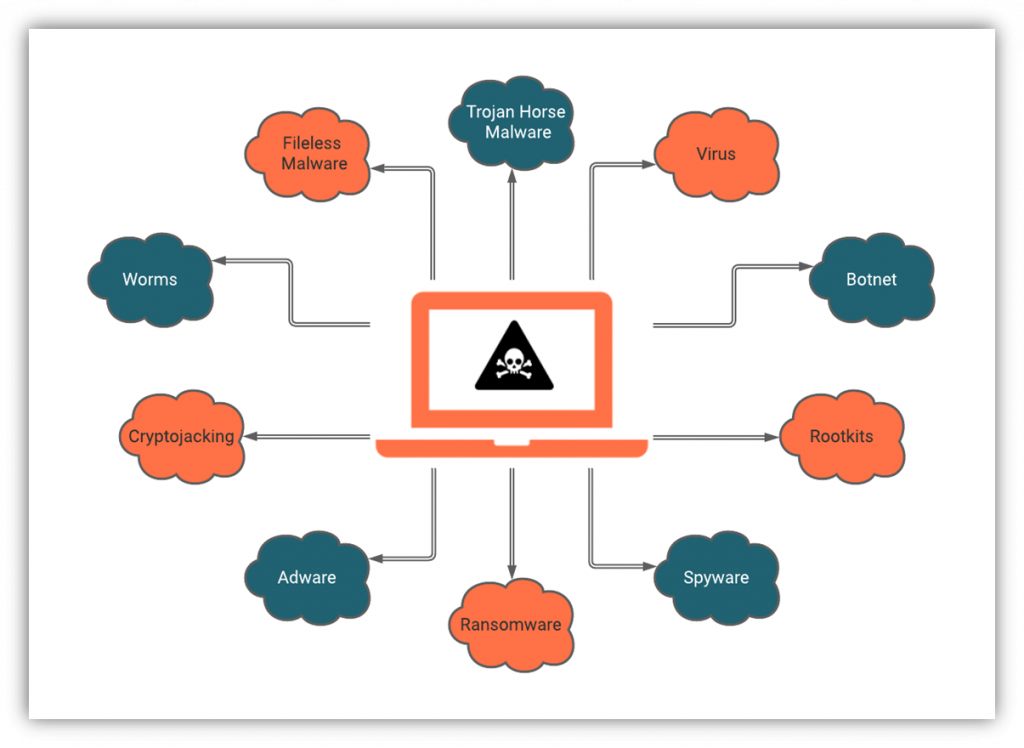 Trojan Horse
Malware
Fileless
Malware
Virus
Worms
Botnet
Cryptojacking
Rootkits
Adware
Spyware
Ransomware